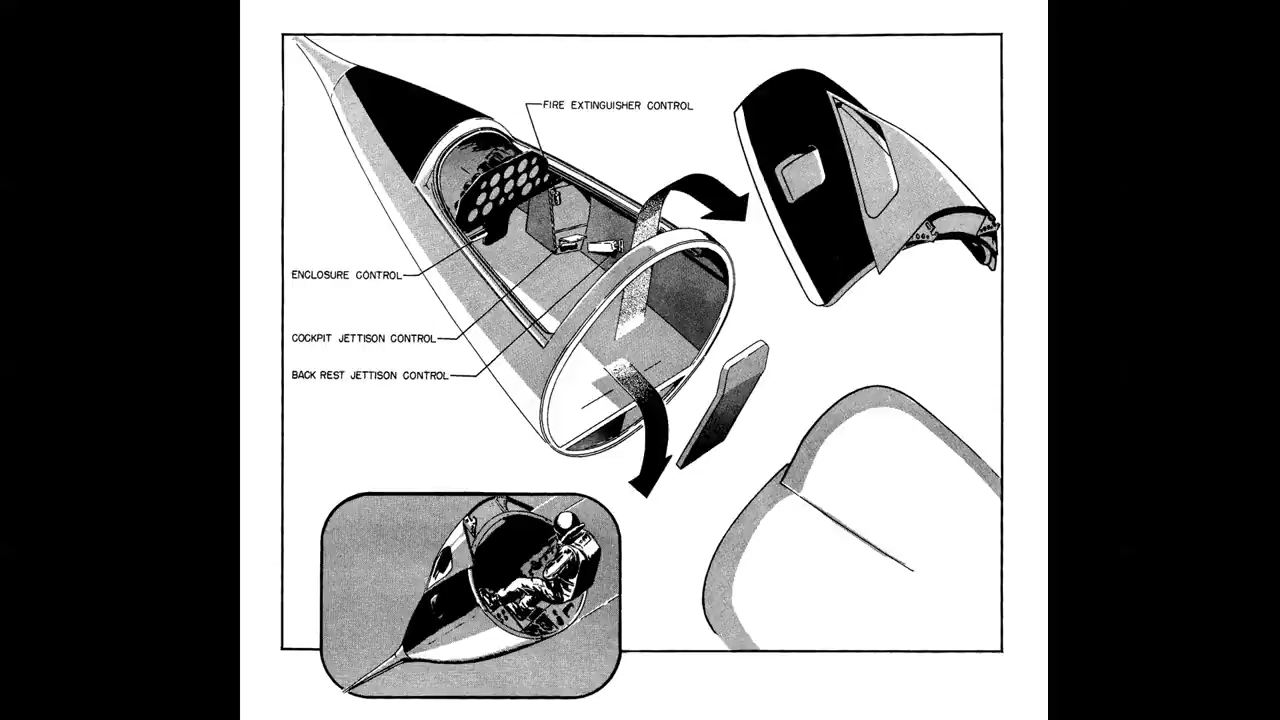 FIRE EXTINGUISHER CONTROL
ENCLOSURE CONTROL
COCKPIT JETTISON CONTROL
BACK REST JETTISON CONTROL